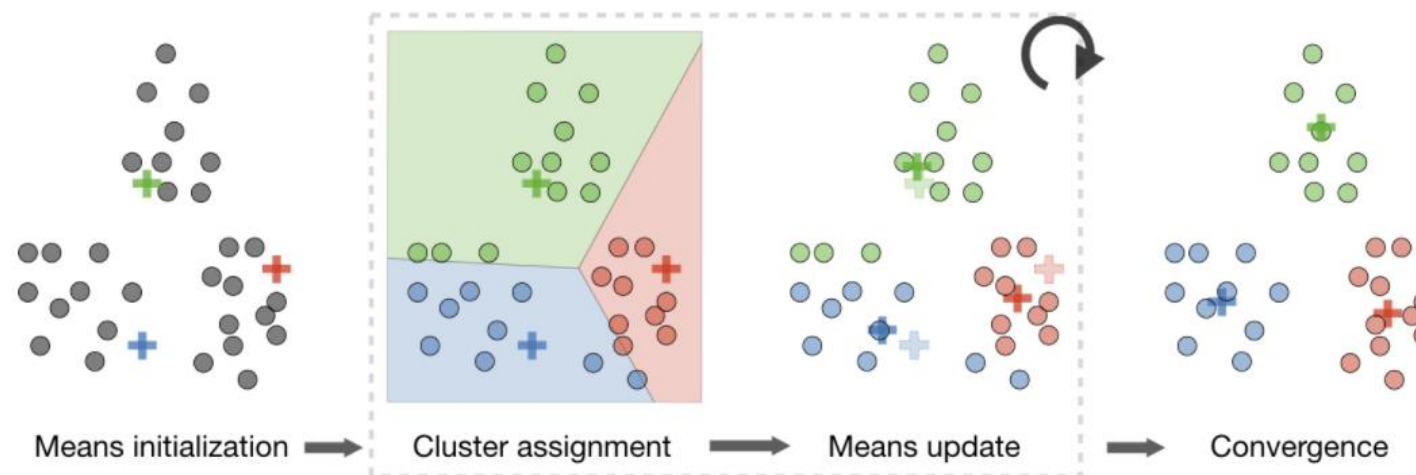 Means initialization
Cluster assignment
Means update
Convergence